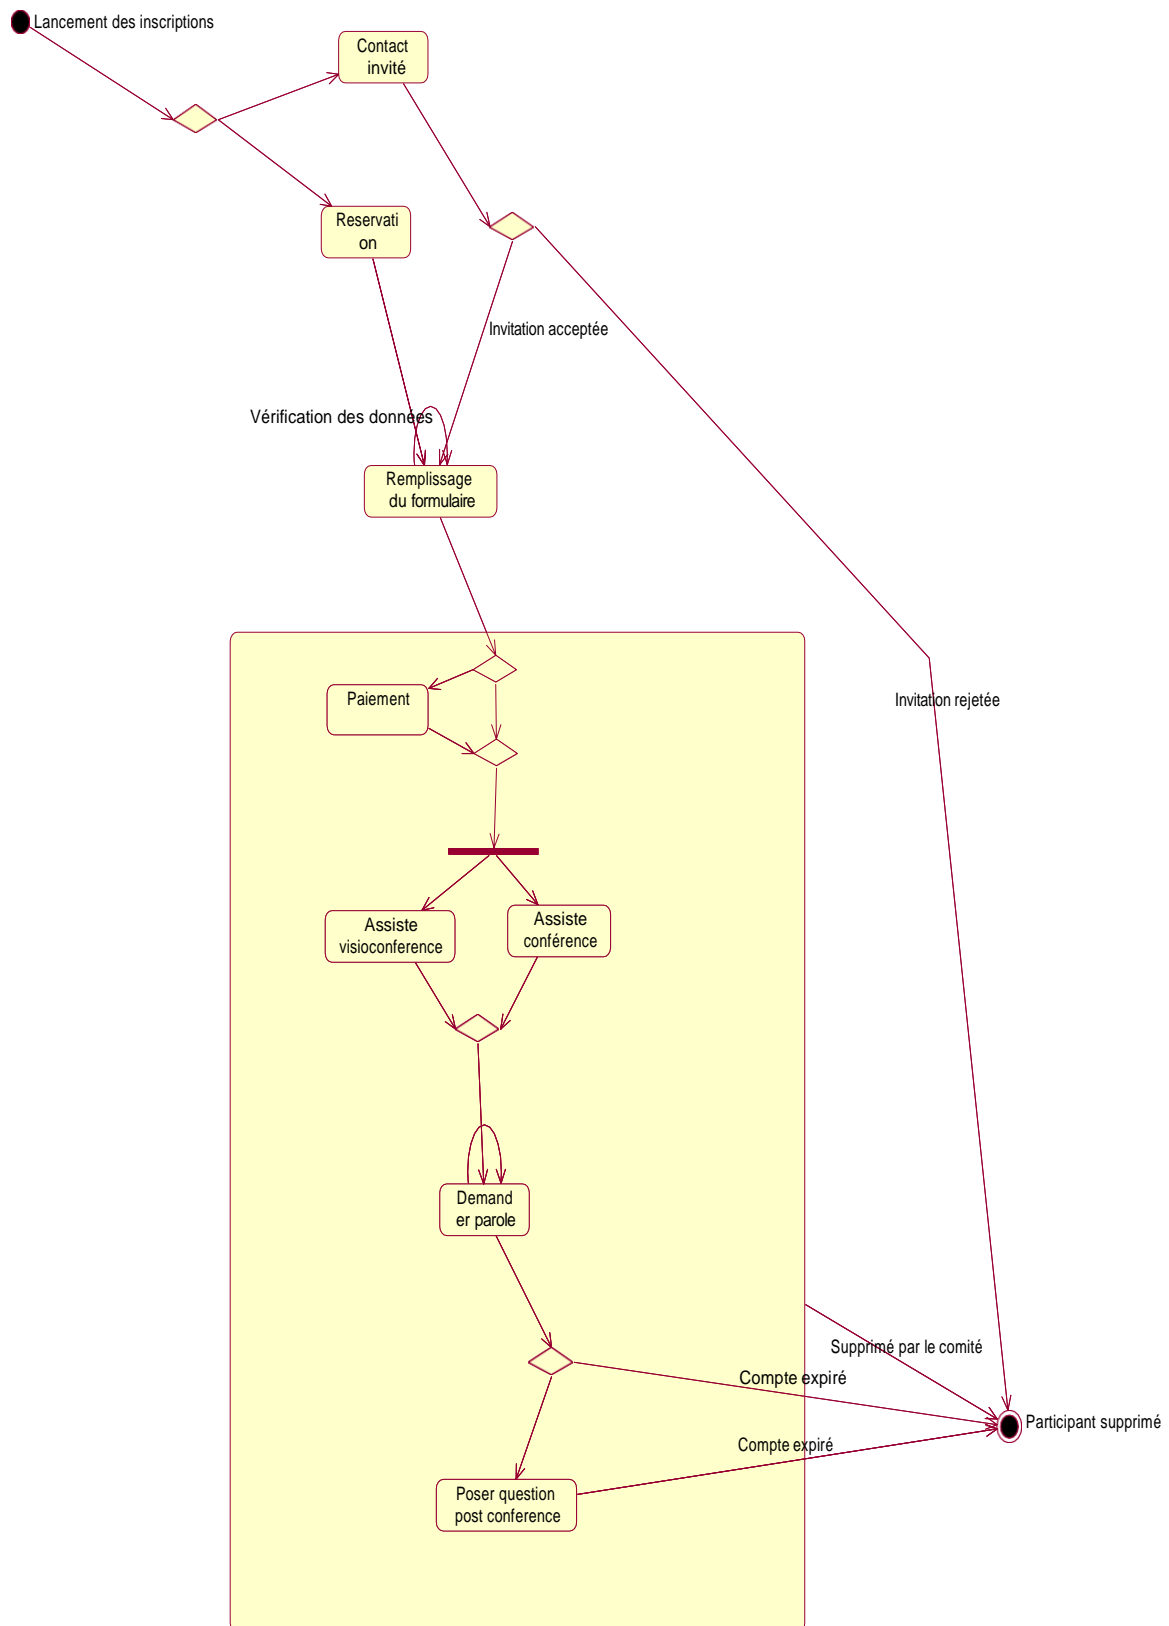 Lancement des inscriptions
Contact
invité
Reservati
on
Invitation acceptée
Vérification des données
Remplissage
du formulaire
Paiement
Invitation rejetée
Assiste
visioconference
Assiste
conférence
Demand
er parole
Supprimé par le comité
Compte expiré
Participant supprimé
Compte expiré
Poser question
post conference